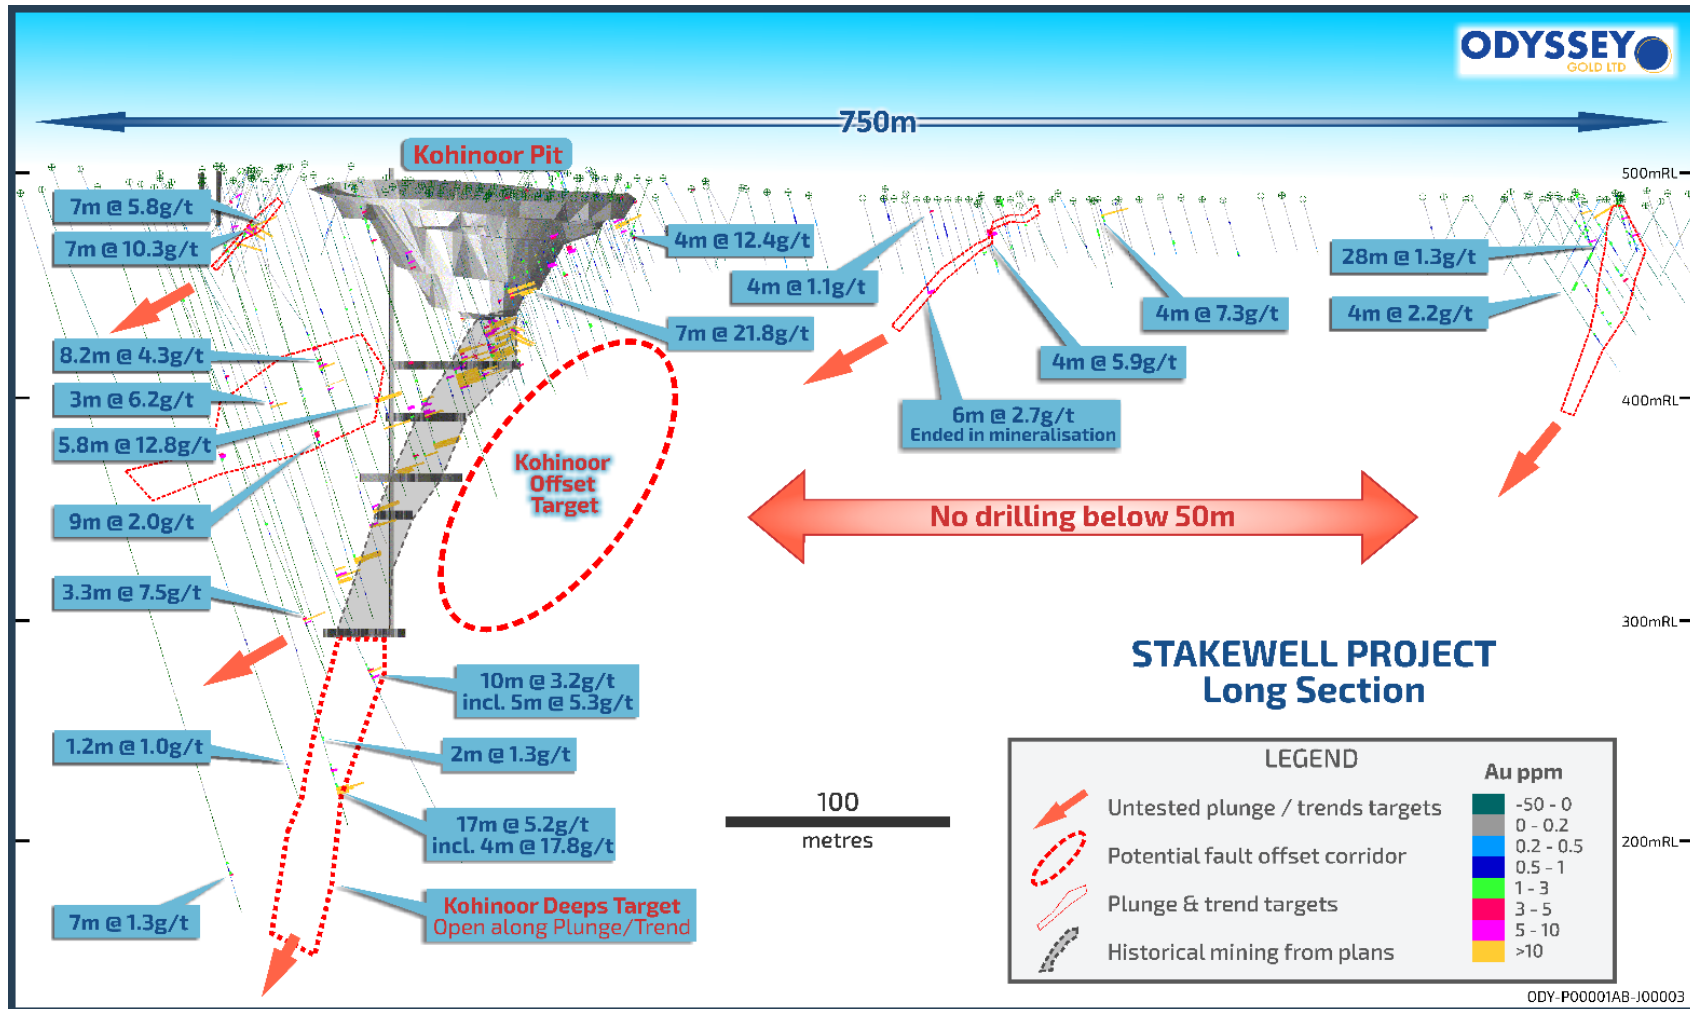 ODYSSEY
GOLD LTD
750m
Kohinoor Pit
500mRL
7m @ 5.8g/t
7m @ 10.3g/t
4m @ 12.4g/t
4m @ 1.1g/t
28m @ 1.3g/t
4m @ 7.3g/t
4m @ 2.2g/t
7m @ 21.8g/t
8.2m @ 4.3g/t
4m @ 5.9g/t
3m @ 6.2g/t
400mRL
6m @ 2.7g/t
Ended in mineralisation
5.8m @ 12.8g/t
Kohinoor
Offset
Target
9m @ 2.0g/t
No drilling below 50m
3.3m @ 7.5g/t
300mRL
STAKEWELL PROJECT
Long Section
10m @ 3.2g/t
incl. 5m @ 5.3g/t
1.2m @ 1.0g/t
2m @ 1.3g/t
17m @ 5.2g/t
incl. 4m @ 17.8g/t
100
metres
200mRL
7m @ 1.3g/t
Kohinoor Deeps Target
Open along Plunge/Trend
LEGEND
Untested plunge / trends targets
Potential fault offset corridor
Plunge & trend targets
Historical mining from plans
Au ppm
-50 - 0
0 - 0.2
0.2 - 0.5
0.5 - 1
1 - 3
3 - 5
5 - 10
>10
ODY-P00001AB-J00003